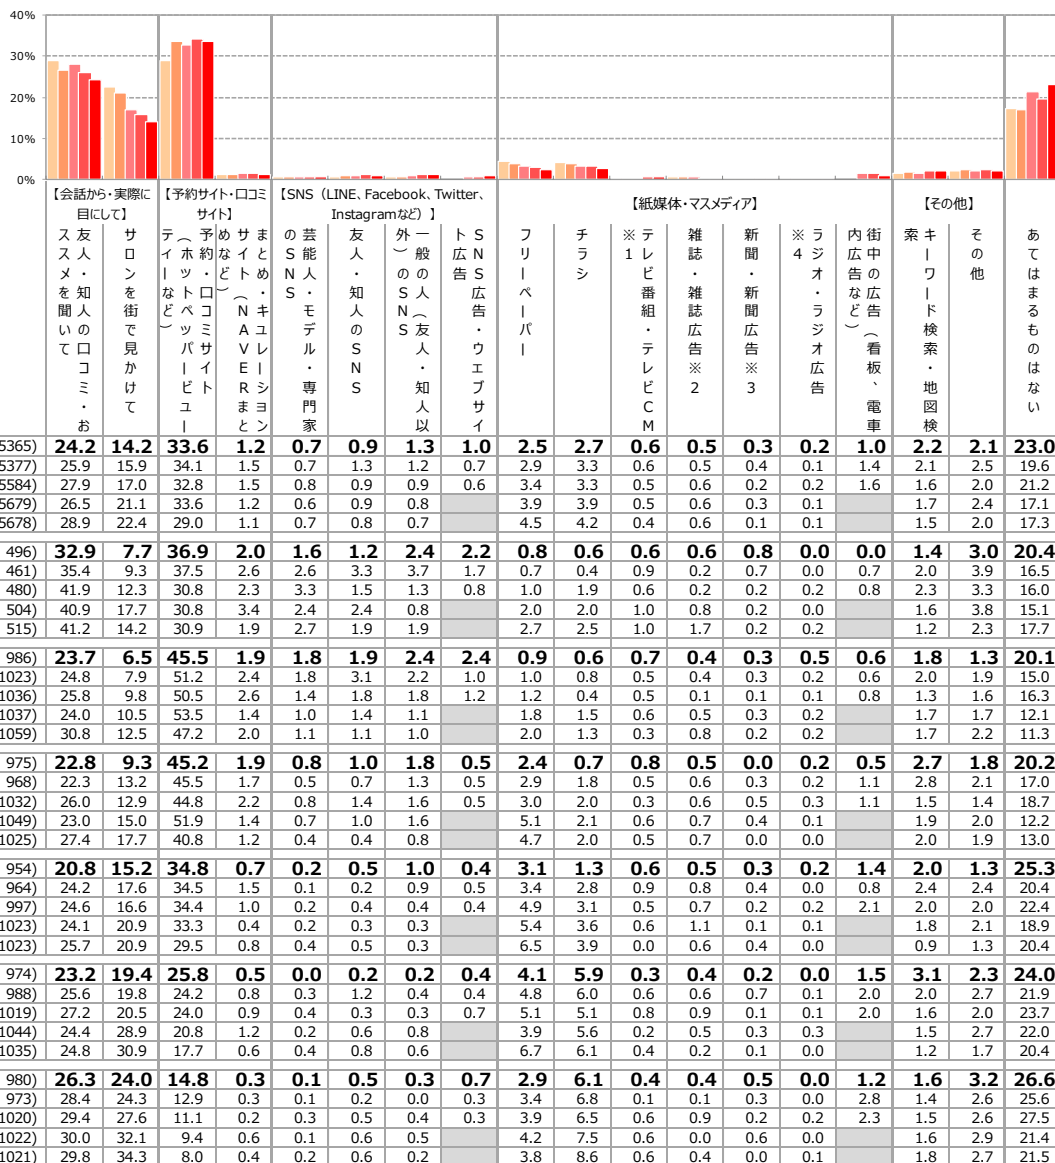 40%
30%
20%
10%
0%
【会話から・実際に目にして】
【予約サイト・口コミサイト】
【SNS（LINE、Facebook、Twitter、Instagramなど）】
【紙媒体・マスメディア】
【その他】
友人・知人の口コミ・おススメを聞いて
サロンを街で見かけて
予約・口コミサイト（ホットペッパービューティーなど）
まとめ・キュレーションサイト（NAVERまとめなど）
芸能人・モデル・専門家のSNS
友人・知人のSNS
一般の人（友人・知人以外）のSNS
SNS広告・ウエブサイト広告
フリーペーパー
チラシ
テレビ番組・テレビCM※1
雑誌・雑誌広告※2
新聞・新聞広告※3
ラジオ・ラジオ広告※4
街中の広告（看板、電車内広告など）
キーワード検索・地図検索
その他
あてはまるものはない
5365) 24.2 14.2 33.6 1.2 0.7 0.9 1.3 1.0 2.5 2.7 0.6 0.5 0.3 0.2 1.0 2.2 2.1 23.0
5377) 25.9 15.9 34.1 1.5 0.7 1.3 1.2 0.7 2.9 3.3 0.6 0.5 0.4 0.1 1.4 2.1 2.5 19.6
5584) 27.9 17.0 32.8 1.5 0.8 0.9 0.9 0.6 3.4 3.3 0.5 0.6 0.2 0.2 1.6 1.6 2.0 21.2
5679) 26.5 21.1 33.6 1.2 0.6 0.9 0.8 3.9 3.9 0.5 0.6 0.3 0.1 1.7 2.4 17.1
5678) 28.9 22.4 29.0 1.1 0.7 0.8 0.7 4.5 4.2 0.4 0.6 0.1 0.1 1.5 2.0 17.3
496) 32.9 7.7 36.9 2.0 1.6 1.2 2.4 2.2 0.8 0.6 0.6 0.6 0.8 0.0 0.0 1.4 3.0 20.4
461) 35.4 9.3 37.5 2.6 2.6 3.3 3.7 1.7 0.7 0.4 0.9 0.2 0.7 0.0 0.7 2.0 3.9 16.5
480) 41.9 12.3 30.8 2.3 3.3 1.5 1.3 0.8 1.0 1.9 0.6 0.2 0.2 0.2 0.8 2.3 3.3 16.0
504) 40.9 17.7 30.8 3.4 2.4 2.4 0.8 2.0 2.0 1.0 0.8 0.2 0.0 1.6 3.8 15.1
515) 41.2 14.2 30.9 1.9 2.7 1.9 1.9 2.7 2.5 1.0 1.7 0.2 0.2 1.2 2.3 17.7
986) 23.7 6.5 45.5 1.9 1.8 1.9 2.4 2.4 0.9 0.6 0.7 0.4 0.3 0.5 0.6 1.8 1.3 20.1
1023) 24.8 7.9 51.2 2.4 1.8 3.1 2.2 1.0 1.0 0.8 0.5 0.4 0.3 0.2 0.6 2.0 1.9 15.0
1036) 25.8 9.8 50.5 2.6 1.4 1.8 1.8 1.2 1.2 0.4 0.5 0.1 0.1 0.1 0.8 1.3 1.6 16.3
1037) 24.0 10.5 53.5 1.4 1.0 1.4 1.1 1.8 1.5 0.6 0.5 0.3 0.2 1.7 1.7 12.1
1059) 30.8 12.5 47.2 2.0 1.1 1.1 1.0 2.0 1.3 0.3 0.8 0.2 0.2 1.7 2.2 11.3
975) 22.8 9.3 45.2 1.9 0.8 1.0 1.8 0.5 2.4 0.7 0.8 0.5 0.0 0.2 0.5 2.7 1.8 20.2
968) 22.3 13.2 45.5 1.7 0.5 0.7 1.3 0.5 2.9 1.8 0.5 0.6 0.3 0.2 1.1 2.8 2.1 17.0
1032) 26.0 12.9 44.8 2.2 0.8 1.4 1.6 0.5 3.0 2.0 0.3 0.6 0.5 0.3 1.1 1.5 1.4 18.7
1049) 23.0 15.0 51.9 1.4 0.7 1.0 1.6 5.1 2.1 0.6 0.7 0.4 0.1 1.9 2.0 12.2
1025) 27.4 17.7 40.8 1.2 0.4 0.4 0.8 4.7 2.0 0.5 0.7 0.0 0.0 2.0 1.9 13.0
954) 20.8 15.2 34.8 0.7 0.2 0.5 1.0 0.4 3.1 1.3 0.6 0.5 0.3 0.2 1.4 2.0 1.3 25.3
964) 24.2 17.6 34.5 1.5 0.1 0.2 0.9 0.5 3.4 2.8 0.9 0.8 0.4 0.0 0.8 2.4 2.4 20.4
997) 24.6 16.6 34.4 1.0 0.2 0.4 0.4 0.4 4.9 3.1 0.5 0.7 0.2 0.2 2.1 2.0 2.0 22.4
1023) 24.1 20.9 33.3 0.4 0.2 0.3 0.3 5.4 3.6 0.6 1.1 0.1 0.1 1.8 2.1 18.9
1023) 25.7 20.9 29.5 0.8 0.4 0.5 0.3 6.5 3.9 0.0 0.6 0.4 0.0 0.9 1.3 20.4
974) 23.2 19.4 25.8 0.5 0.0 0.2 0.2 0.4 4.1 5.9 0.3 0.4 0.2 0.0 1.5 3.1 2.3 24.0
988) 25.6 19.8 24.2 0.8 0.3 1.2 0.4 0.4 4.8 6.0 0.6 0.6 0.7 0.1 2.0 2.0 2.7 21.9
1019) 27.2 20.5 24.0 0.9 0.4 0.3 0.3 0.7 5.1 5.1 0.8 0.9 0.1 0.1 2.0 1.6 2.0 23.7
1044) 24.4 28.9 20.8 1.2 0.2 0.6 0.8 3.9 5.6 0.2 0.5 0.3 0.3 1.5 2.7 22.0
1035) 24.8 30.9 17.7 0.6 0.4 0.8 0.6 6.7 6.1 0.4 0.2 0.1 0.0 1.2 1.7 20.4
980) 26.3 24.0 14.8 0.3 0.1 0.5 0.3 0.7 2.9 6.1 0.4 0.4 0.5 0.0 1.2 1.6 3.2 26.6
973) 28.4 24.3 12.9 0.3 0.1 0.2 0.0 0.3 3.4 6.8 0.1 0.1 0.3 0.0 2.8 1.4 2.6 25.6
1020) 29.4 27.6 11.1 0.2 0.3 0.5 0.4 0.3 3.9 6.5 0.6 0.9 0.2 0.2 2.3 1.5 2.6 27.5
1022) 30.0 32.1 9.4 0.6 0.1 0.6 0.5 4.2 7.5 0.6 0.0 0.6 0.0 1.6 2.9 21.4
1021) 29.8 34.3 8.0 0.4 0.2 0.6 0.2 3.8 8.6 0.6 0.4 0.0 0.1 1.8 2.7 21.5